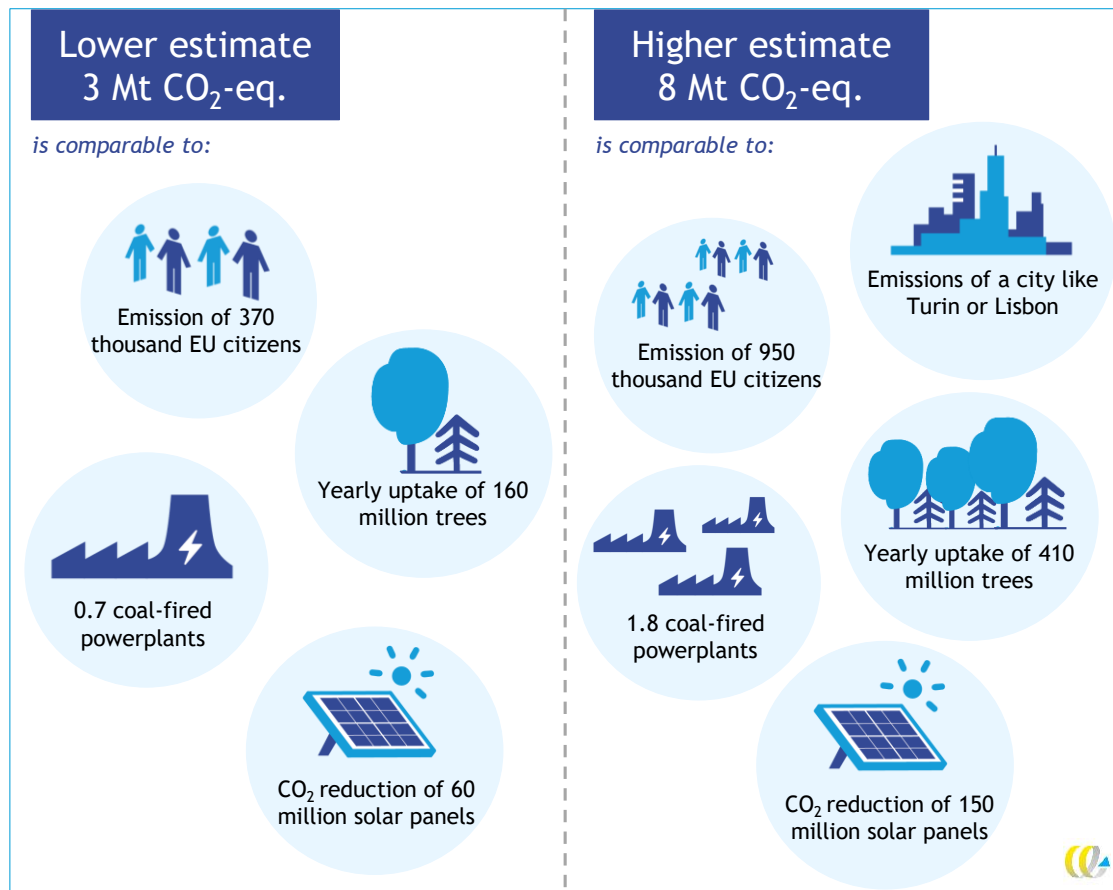 Lower estimate
3 Mt CO₂-eq.
is comparable to:
Emission of 370
thousand EU citizens
Yearly uptake of 160
million trees
0.7 coal-fired
powerplants
CO₂ reduction of 60
million solar panels
Higher estimate
8 Mt CO₂-eq.
is comparable to:
Emissions of a city like
Turin or Lisbon
Emission of 950
thousand EU citizens
Yearly uptake of 410
million trees
1.8 coal-fired
powerplants
CO₂ reduction of 150
million solar panels